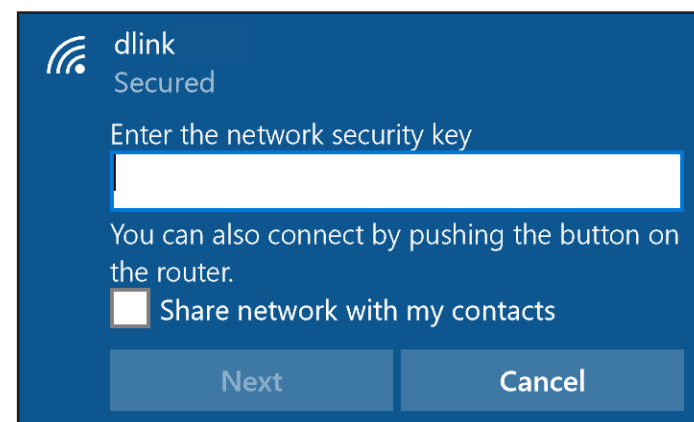 dlink
Secured
Enter the network security key
You can also connect by pushing the button on
the router.
Share network with my contacts
Next
Cancel